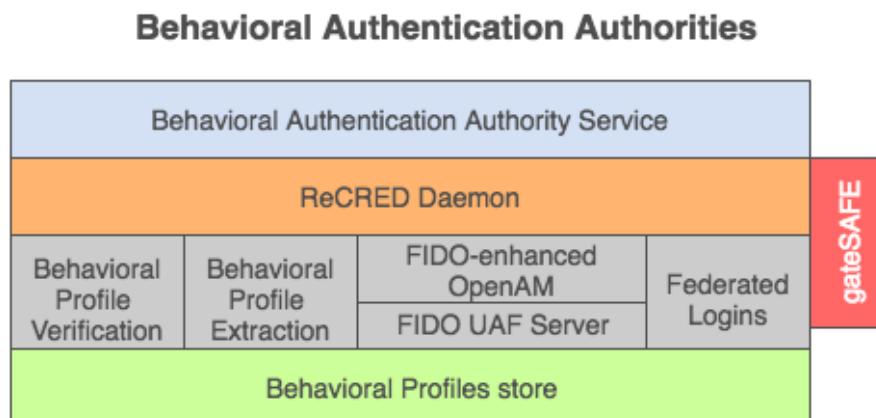 Behavioral Authentication Authorities
Behavioral Authentication Authority Service
ReCRED Daemon
gateSAFE
Behavioral
Profile
Verification
Behavioral
Profile
Extraction
FIDO-enhanced
OpenAM
FIDO UAF Server
Federated
Logins
Behavioral Profiles store